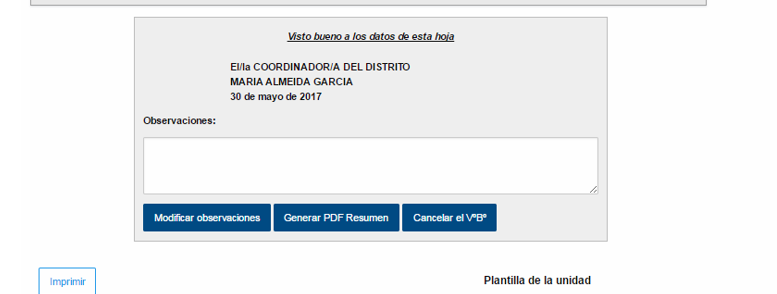 Visto bueno a los datos de esta hoja
El/la COORDINADOR/A DEL DISTRITO
MARIA ALMEIDA GARCIA
30 de mayo de 2017
Observaciones:
Modificar observaciones Generar PDF Resumen Cancelar el VºBº
Imprimir Plantilla de la unidad